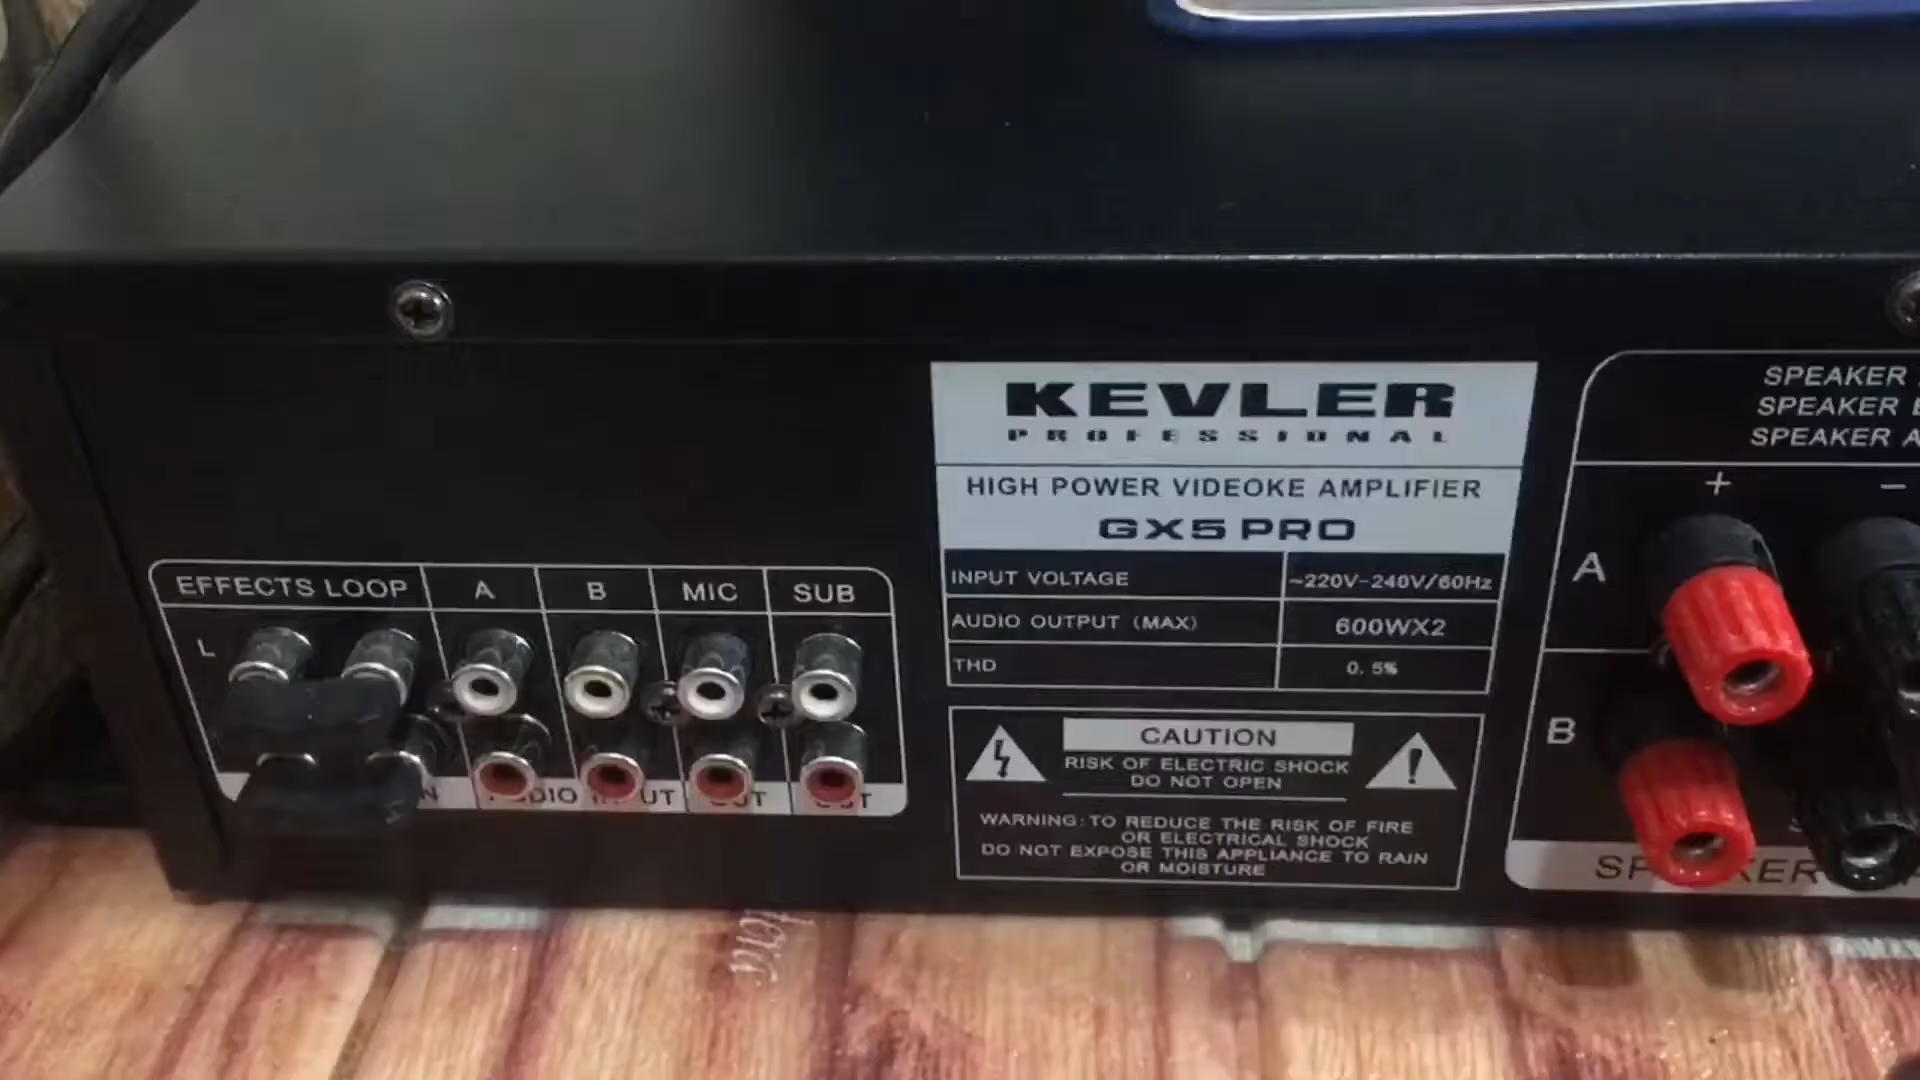 KEVLER
PROFESSIONAL
HIGH POWER VIDEOKE AMPLIFIER
GX5 PRO
INPUT VOLTAGE ~220V-240V/60Hz
AUDIO OUTPUT (MAX) 600WX2
THD 0.5%
CAUTION
RISK OF ELECTRIC SHOCK
DO NOT OPEN
WARNING: TO REDUCE THE RISK OF FIRE
OR ELECTRICAL SHOCK
DO NOT EXPOSE THIS APPLIANCE TO RAIN
OR MOISTURE
EFFECTS LOOP A B MIC SUB
L
SPEAKER
SPEAKER
SPEAKER A
+ −
A
B